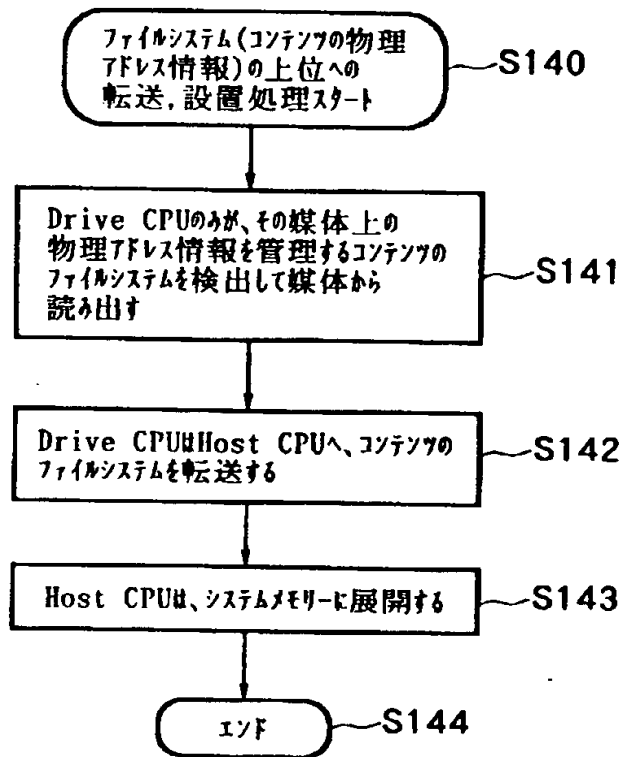 ファイルシステム(コンテンツの物理
アドレス情報)の上位への
転送,設置処理スタート
S140
Drive CPUのみが、その媒体上の
物理アドレス情報を管理するコンテンツの
ファイルシステムを検出して媒体から
読み出す
S141
Drive CPUはHost CPUへ、コンテンツの
ファイルシステムを転送する
S142
Host CPUは、システムメモリーに展開する
S143
エンド
S144